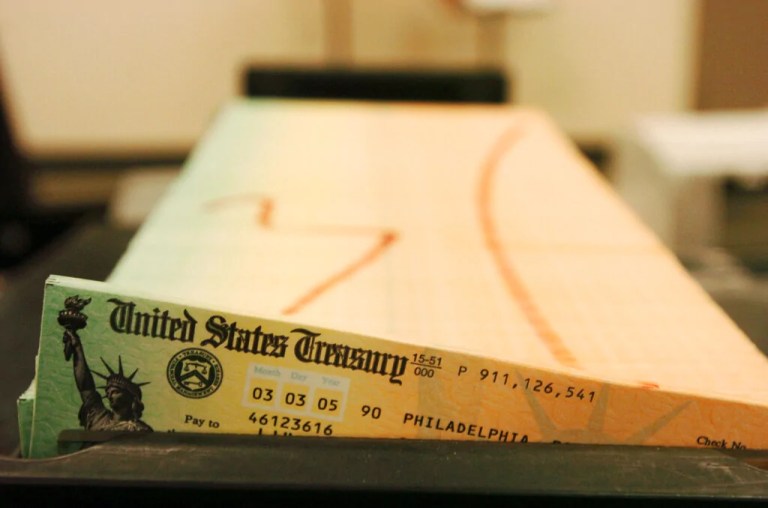 United States Treasury 15-51 000 P 911,126,541
Month Day Year
03 03 05 90 PHILADELPHIA,
Pay to 46123616
Check No.